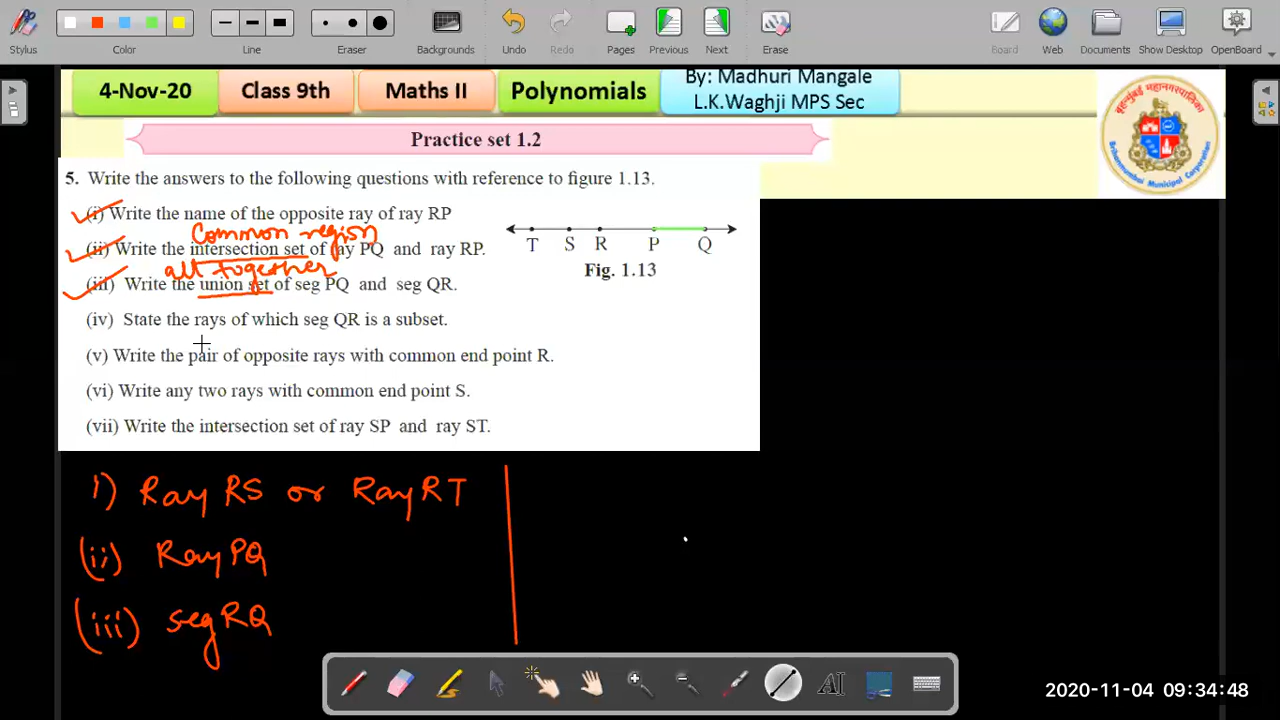 Stylus Color Line Eraser Backgrounds Undo Redo Pages Previous Next Erase Board Web Documents Show Desktop OpenBoard
4-Nov-20 Class 9th Maths II Polynomials By: Madhuri Mangale
L.K.Waghji MPS Sec
Practice set 1.2
5. Write the answers to the following questions with reference to figure 1.13.
(i) Write the name of the opposite ray of ray RP
Common region
(ii) Write the intersection set of ray PQ and ray RP.
all together
(iii) Write the union set of seg PQ and seg QR.
(iv) State the rays of which seg QR is a subset.
(v) Write the pair of opposite rays with common end point R.
(vi) Write any two rays with common end point S.
(vii) Write the intersection set of ray SP and ray ST.
T S R P Q
Fig. 1.13
i) Ray RS or Ray RT
(ii) Ray PQ
(iii) seg RQ
AI
2020-11-04 09:34:48